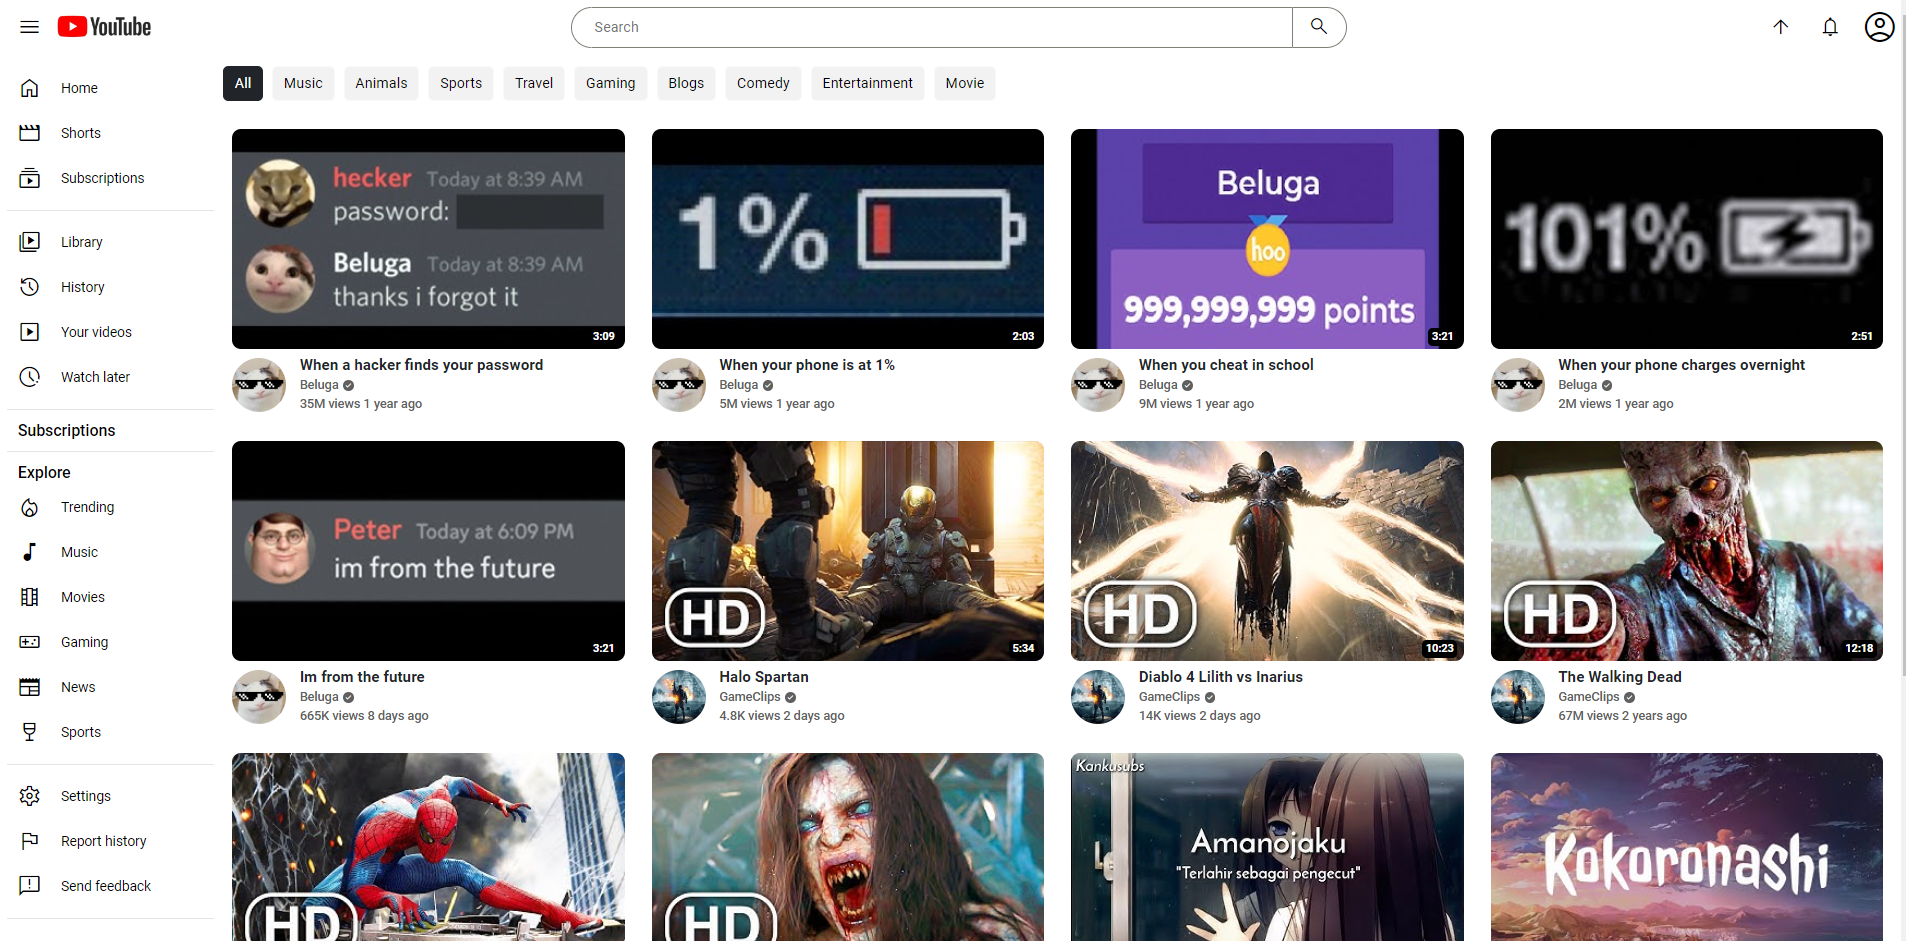 YouTube
Search
Home
Shorts
Subscriptions
Library
History
Your videos
Watch later
Subscriptions
Explore
Trending
Music
Movies
Gaming
News
Sports
Settings
Report history
Send feedback
All Music Animals Sports Travel Gaming Blogs Comedy Entertainment Movie
hecker Today at 8:39 AM
password:
Beluga Today at 8:39 AM
thanks i forgot it
3:09
When a hacker finds your password
Beluga
35M views 1 year ago
1%
2:03
When your phone is at 1%
Beluga
5M views 1 year ago
Beluga
hoo
999,999,999 points
3:21
When you cheat in school
Beluga
9M views 1 year ago
101%
2:51
When your phone charges overnight
Beluga
2M views 1 year ago
Peter Today at 6:09 PM
im from the future
3:21
Im from the future
Beluga
665K views 8 days ago
HD
5:34
Halo Spartan
GameClips
4.8K views 2 days ago
HD
10:23
Diablo 4 Lilith vs Inarius
GameClips
14K views 2 days ago
HD
12:18
The Walking Dead
GameClips
67M views 2 years ago
HD
HD
Kankusubs
Amanojaku
"Terlahir sebagai pengecut"
Kokoronashi